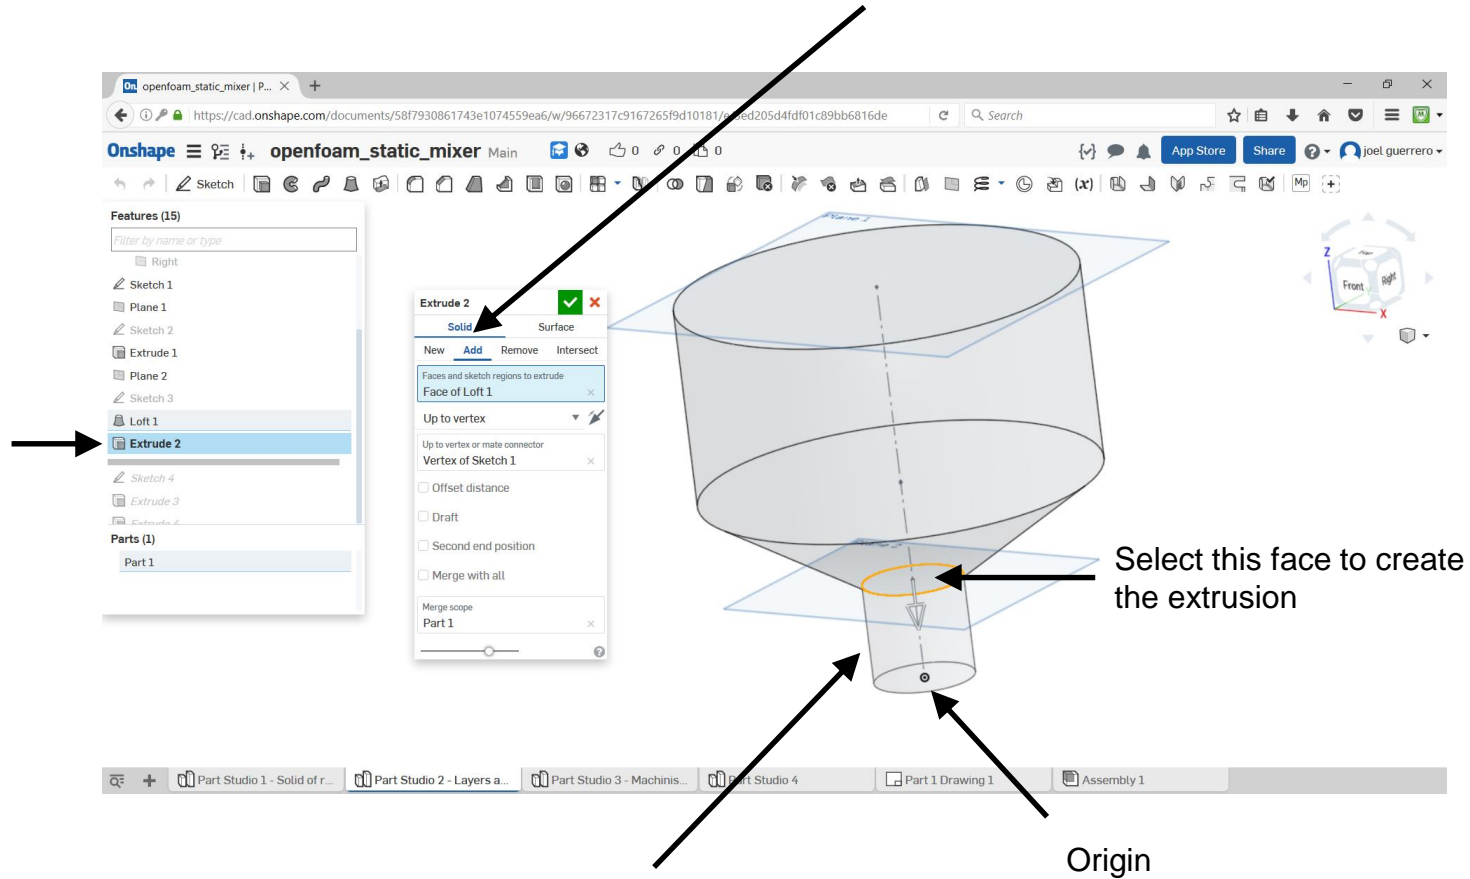 On openfoam_static_mixer | P... × +
https://cad.onshape.com/documents/58f7930861743e1074559ea6/w/96672317c9167265f9d10181/e/
ed205d4fdf01c89bb6816de
Search
Onshape openfoam_static_mixer Main 0 0 0 App Store Share joel guerrero
Sketch (x) Mp
Features (15)
Filter by name or type
Right
Sketch 1
Plane 1
Sketch 2
Extrude 1
Plane 2
Sketch 3
Loft 1
Extrude 2
Sketch 4
Extrude 3
Parts (1)
Part 1
Extrude 2
Solid Surface
New Add Remove Intersect
Faces and sketch regions to extrude
Face of Loft 1
Up to vertex
Up to vertex or mate connector
Vertex of Sketch 1
Offset distance
Draft
Second end position
Merge with all
Merge scope
Part 1
Plane 1
Z
Front
Right
X
Select this face to create
the extrusion
Origin
Part Studio 1 - Solid of r... Part Studio 2 - Layers a... Part Studio 3 - Machinis... Part Studio 4 Part 1 Drawing 1 Assembly 1